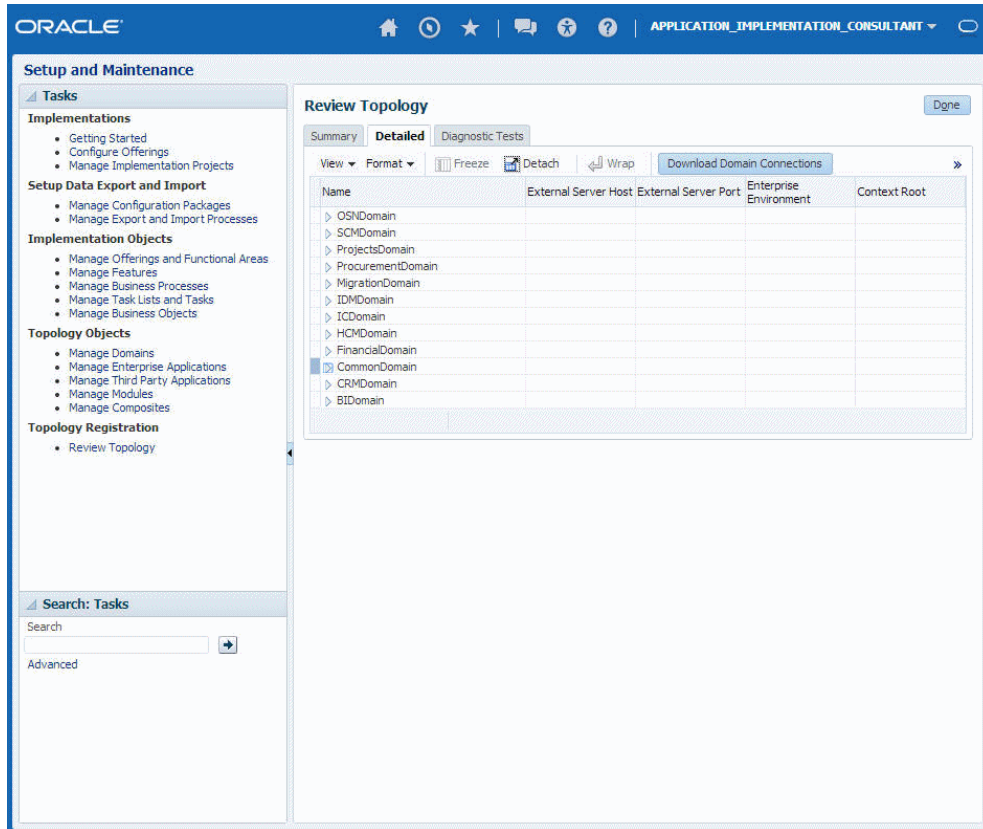 ORACLE
APPLICATION_IMPLEMENTATION_CONSULTANT
Setup and Maintenance
Tasks
Implementations
Getting Started
Configure Offerings
Manage Implementation Projects
Setup Data Export and Import
Manage Configuration Packages
Manage Export and Import Processes
Implementation Objects
Manage Offerings and Functional Areas
Manage Features
Manage Business Processes
Manage Task Lists and Tasks
Manage Business Objects
Topology Objects
Manage Domains
Manage Enterprise Applications
Manage Third Party Applications
Manage Modules
Manage Composites
Topology Registration
Review Topology
Search: Tasks
Search
Advanced
Review Topology
Done
Summary Detailed Diagnostic Tests
View Format Freeze Detach Wrap Download Domain Connections »
Name External Server Host External Server Port Enterprise Environment Context Root
OSNDomain
SCMDomain
ProjectsDomain
ProcurementDomain
MigrationDomain
IDMDomain
ICDomain
HCMDomain
FinancialDomain
CommonDomain
CRMDomain
BIDomain